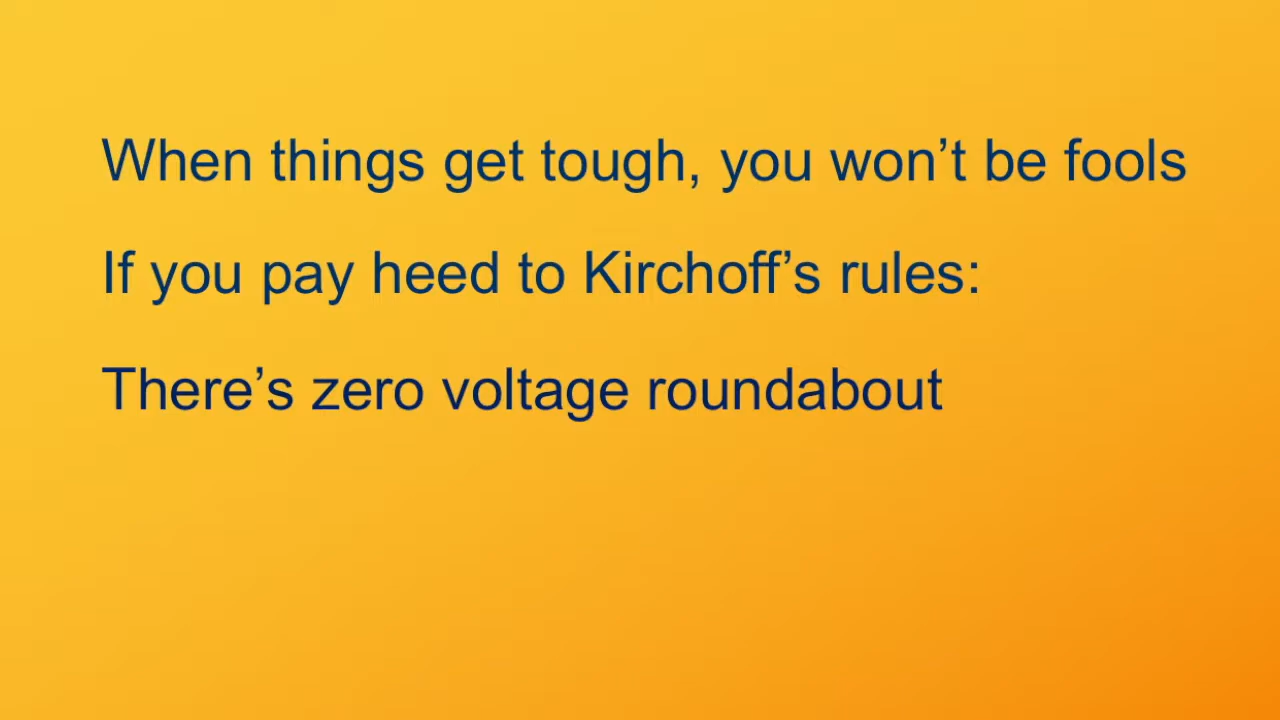 When things get tough, you won’t be fools
If you pay heed to Kirchoff’s rules:
There’s zero voltage roundabout